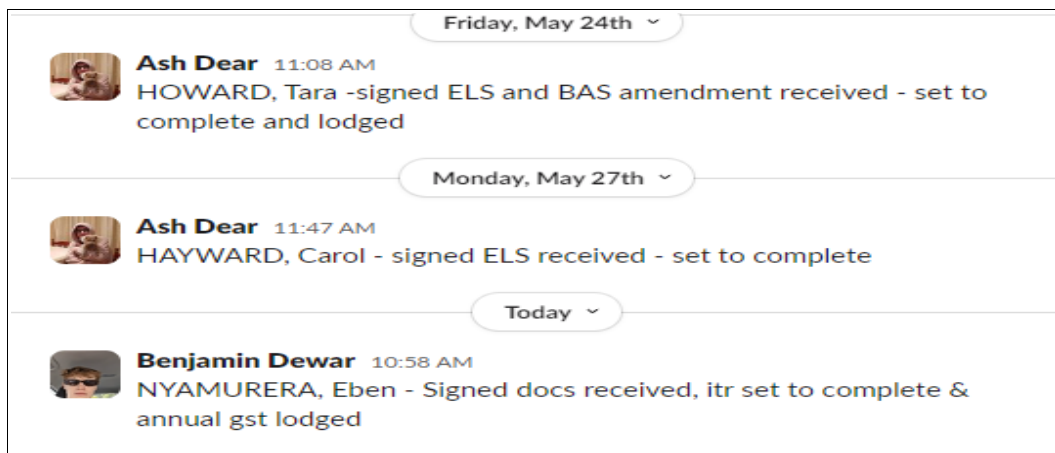 Friday, May 24th
Ash Dear 11:08 AM
HOWARD, Tara -signed ELS and BAS amendment received - set to
complete and lodged
Monday, May 27th
Ash Dear 11:47 AM
HAYWARD, Carol - signed ELS received - set to complete
Today
Benjamin Dewar 10:58 AM
NYAMURERA, Eben - Signed docs received, itr set to complete &
annual gst lodged